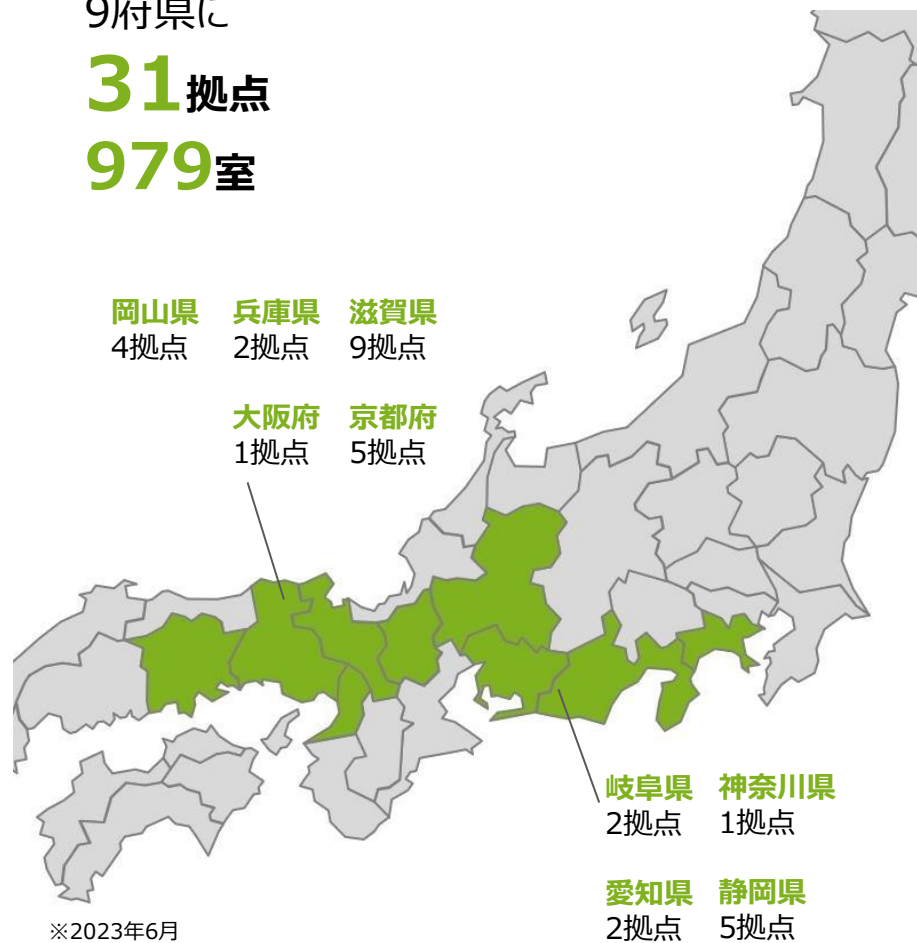 9府県に
31拠点
979室
岡山県 兵庫県 滋賀県
4拠点 2拠点 9拠点
大阪府 京都府
1拠点 5拠点
岐阜県 神奈川県
2拠点 1拠点
愛知県 静岡県
2拠点 5拠点
※2023年6月